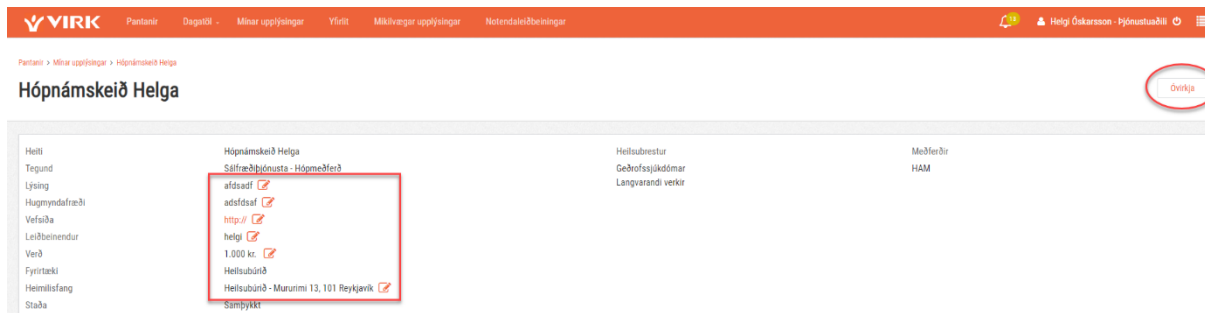 VIRK Pantanir Dagatöl Mínar upplýsingar Yfirlit Mikilvægar upplýsingar Notendaleiðbeiningar 13 Helgi Óskarsson - Þjónustuaðili
Pantanir > Mínar upplýsingar > Hópnámskeið Helga
Hópnámskeið Helga
Óvirkja
Heiti Hópnámskeið Helga Heilsubrestur Meðferðir
Tegund Sálfræðiþjónusta - Hópmeðferð Geðrofssjúkdómar HAM
Lýsing afdsadf Langvarandi verkir
Hugmyndafræði adsfdsaf
Vefsíða http://
Leiðbeinendur helgi
Verð 1.000 kr.
Fyrirtæki Heilsubúrið
Heimilisfang Heilsubúrið - Mururimi 13, 101 Reykjavík
Staða Samþykkt